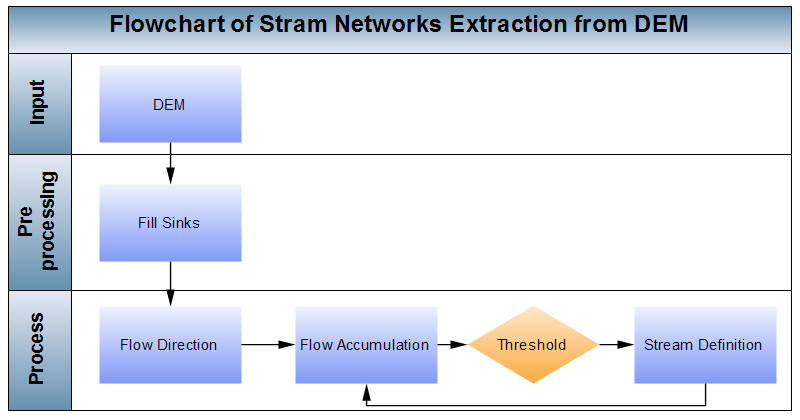 Flowchart of Stram Networks Extraction from DEM
Input
DEM
Pre
processing
Fill Sinks
Process
Flow Direction
Flow Accumulation
Threshold
Stream Definition